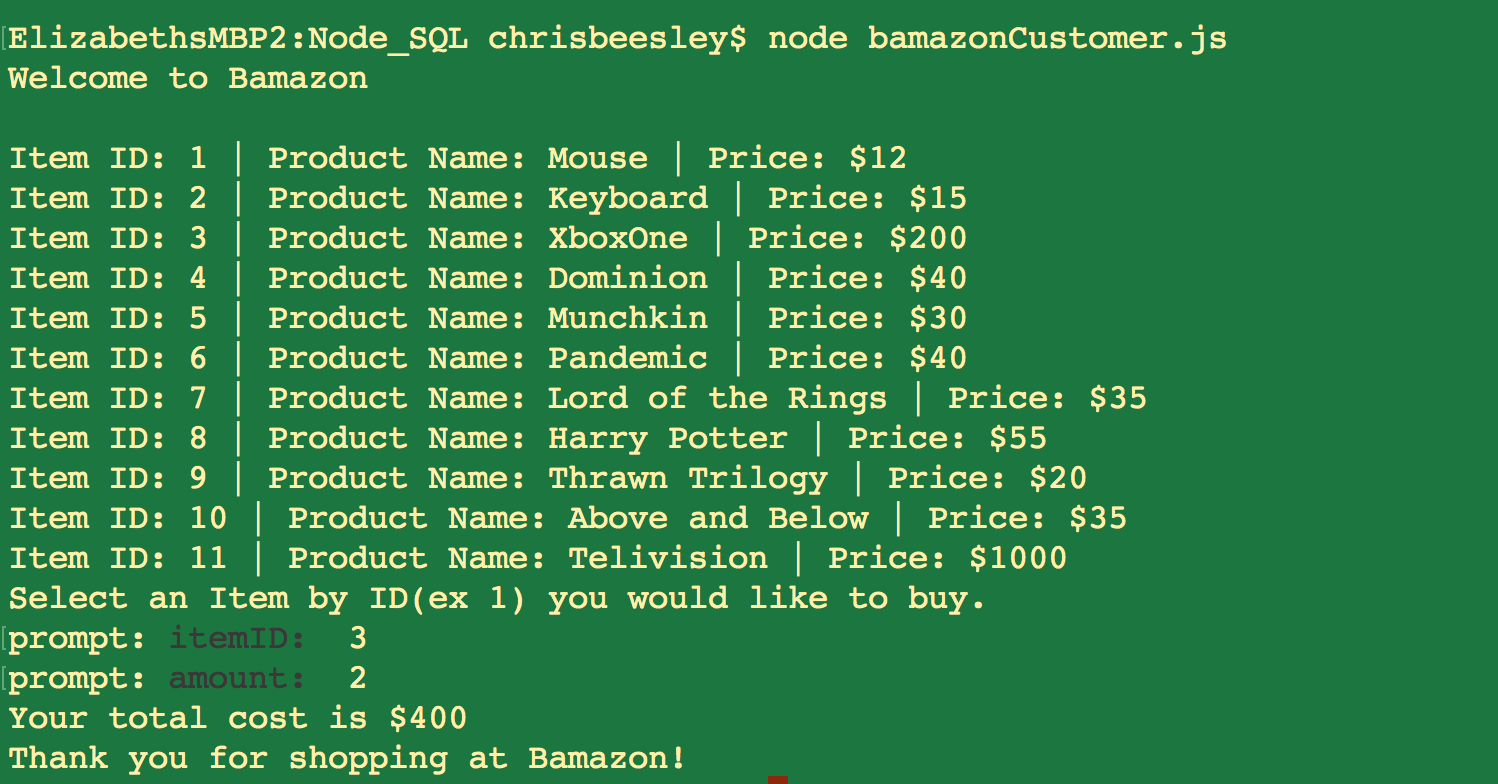 ElizabethsMBP2:Node_SQL chrisbeesley$ node bamazonCustomer.js
Welcome to Bamazon
Item ID: 1 | Product Name: Mouse | Price: $12
Item ID: 2 | Product Name: Keyboard | Price: $15
Item ID: 3 | Product Name: XboxOne | Price: $200
Item ID: 4 | Product Name: Dominion | Price: $40
Item ID: 5 | Product Name: Munchkin | Price: $30
Item ID: 6 | Product Name: Pandemic | Price: $40
Item ID: 7 | Product Name: Lord of the Rings | Price: $35
Item ID: 8 | Product Name: Harry Potter | Price: $55
Item ID: 9 | Product Name: Thrawn Trilogy | Price: $20
Item ID: 10 | Product Name: Above and Below | Price: $35
Item ID: 11 | Product Name: Telivision | Price: $1000
Select an Item by ID(ex 1) you would like to buy.
prompt: itemID:  3
prompt: amount:  2
Your total cost is $400
Thank you for shopping at Bamazon!